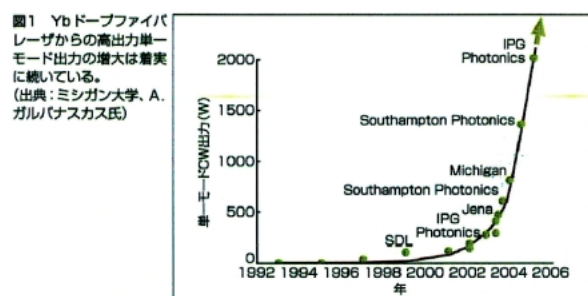 図1 Ybドープファイバ
レーザからの高出力単一
モード出力の増大は着実
に続いている。
(出典:ミシガン大学、A.
ガルバナスカス氏)
単一モードCW出力(W)
2000
1500
1000
500
0
IPG
Photonics
Southampton Photonics
Michigan
Southampton Photonics
Jena
IPG
Photonics
SDL
1992 1994 1996 1998 2000 2002 2004 2006
年